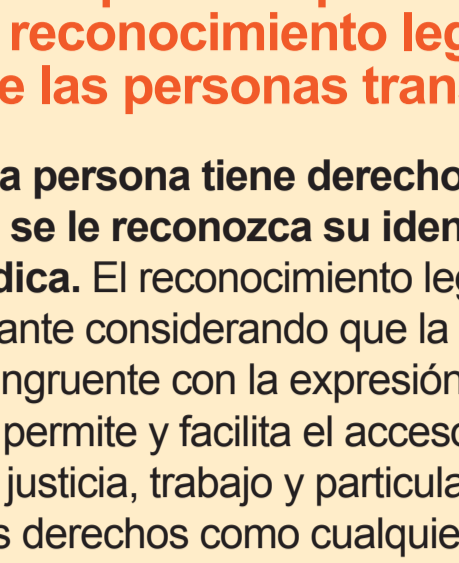 reconocimiento leg
e las personas tran
a persona tiene derecho
se le reconozca su iden
dica. El reconocimiento leg
ante considerando que la
ngruente con la expresión
permite y facilita el acceso
justicia, trabajo y particula
s derechos como cualquie